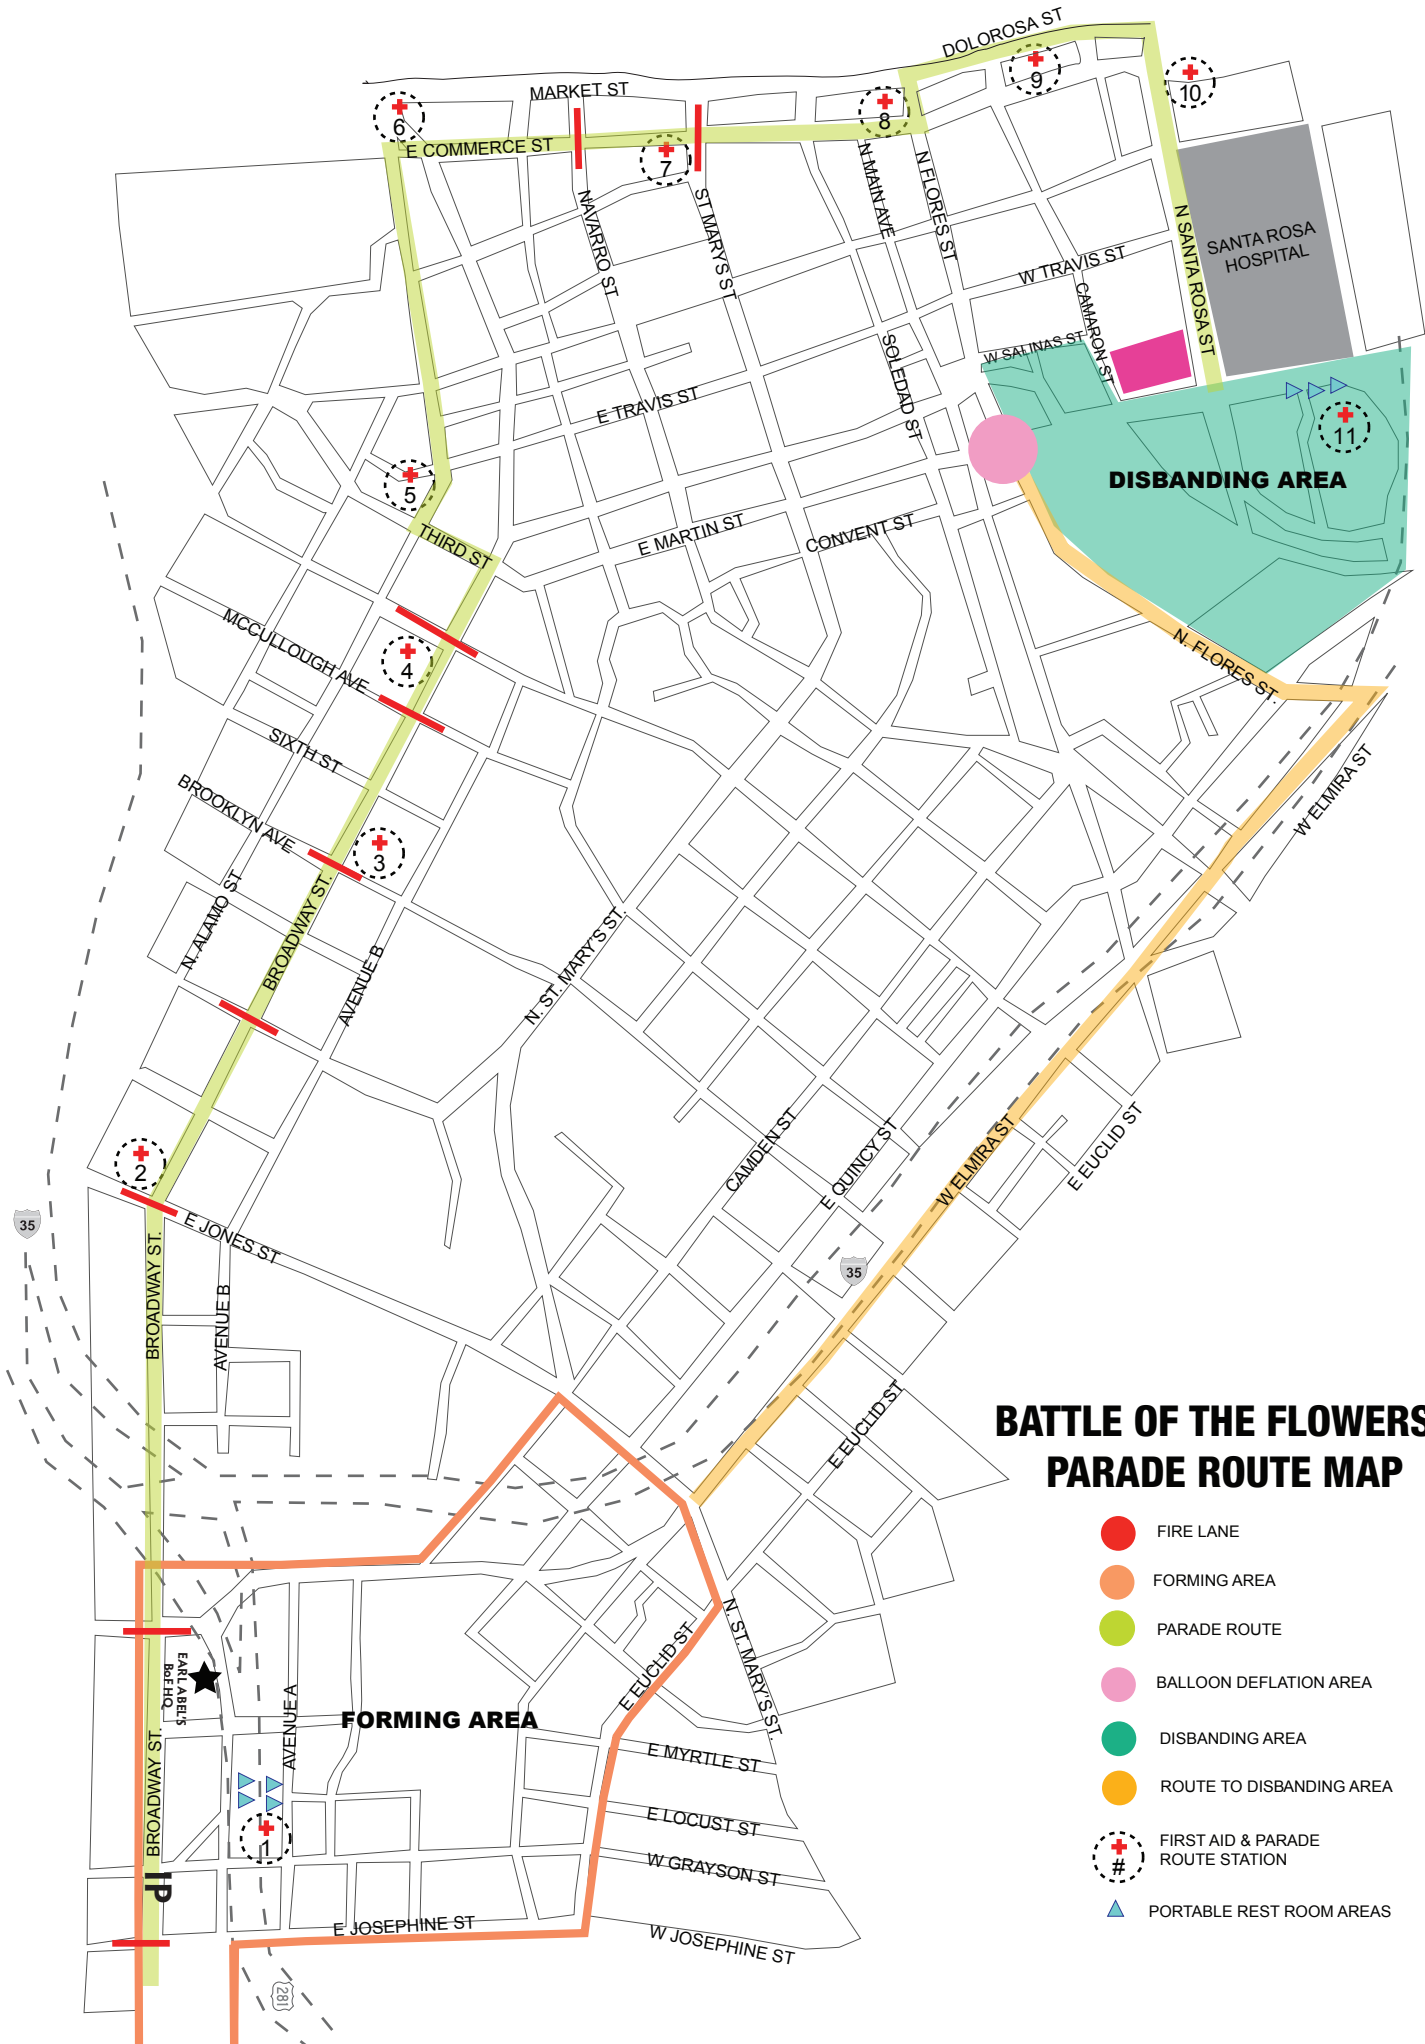 DOLOROSA ST
MARKET ST
E COMMERCE ST
6
7
8
9
10
NAVARRO ST
ST MARYS ST
N MAIN AVE
N FLORES ST
N SANTA ROSA ST
SANTA ROSA
HOSPITAL
W TRAVIS ST
CAMARON ST
W SALINAS ST
SOLEDAD ST
E TRAVIS ST
11
DISBANDING AREA
5
THIRD ST
E MARTIN ST
CONVENT ST
MCCULLOUGH AVE
4
N. FLORES ST.
SIXTH ST
BROOKLYN AVE
3
W ELMIRA ST
N. ALAMO ST
BROADWAY ST.
AVENUE B
N. ST. MARY'S ST.
2
E JONES ST
35
CAMDEN ST
E QUINCY ST
W ELMIRA ST
E EUCLID ST
35
BROADWAY ST.
AVENUE B
E EUCLID ST
BATTLE OF THE FLOWERS
PARADE ROUTE MAP
FIRE LANE
FORMING AREA
PARADE ROUTE
BALLOON DEFLATION AREA
DISBANDING AREA
ROUTE TO DISBANDING AREA
#
FIRST AID & PARADE
ROUTE STATION
PORTABLE REST ROOM AREAS
EARL ABEL'S
BoF HQ
BROADWAY ST.
AVENUE A
FORMING AREA
E EUCLID ST
N. ST. MARY'S ST.
E MYRTLE ST
E LOCUST ST
W GRAYSON ST
W JOSEPHINE ST
1
IP
E JOSEPHINE ST
281